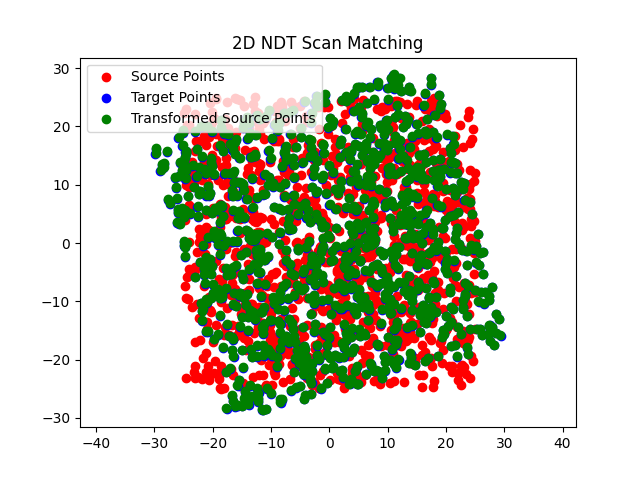 2D NDT Scan Matching
Source Points
Target Points
Transformed Source Points
30
20
10
0
−10
−20
−30
−40 −30 −20 −10 0 10 20 30 40